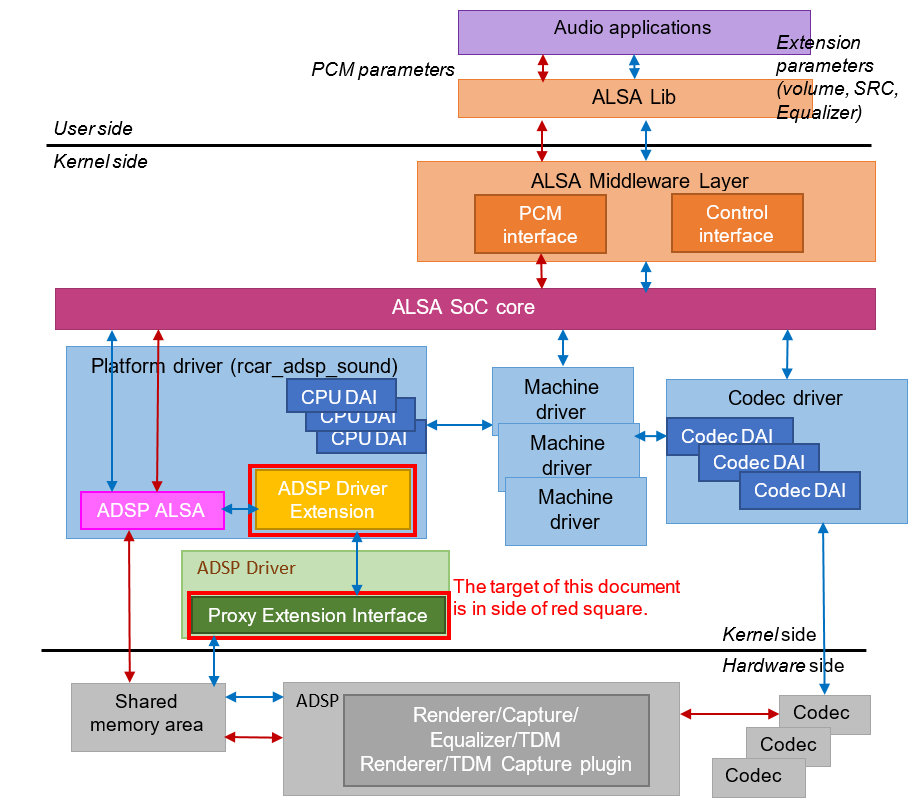 Audio applications
PCM parameters
Extension
parameters
(volume, SRC,
Equalizer)
ALSA Lib
User side
Kernel side
ALSA Middleware Layer
PCM
interface
Control
interface
ALSA SoC core
Platform driver (rcar_adsp_sound)
CPU DAI
CPU DAI
CPU DAI
Machine
driver
Machine
driver
Machine
driver
Codec driver
Codec DAI
Codec DAI
Codec DAI
ADSP ALSA
ADSP Driver
Extension
ADSP Driver
The target of this document
is in side of red square.
Proxy Extension Interface
Kernel side
Hardware side
Shared
memory area
ADSP
Renderer/Capture/
Equalizer/TDM
Renderer/TDM Capture plugin
Codec
Codec
Codec